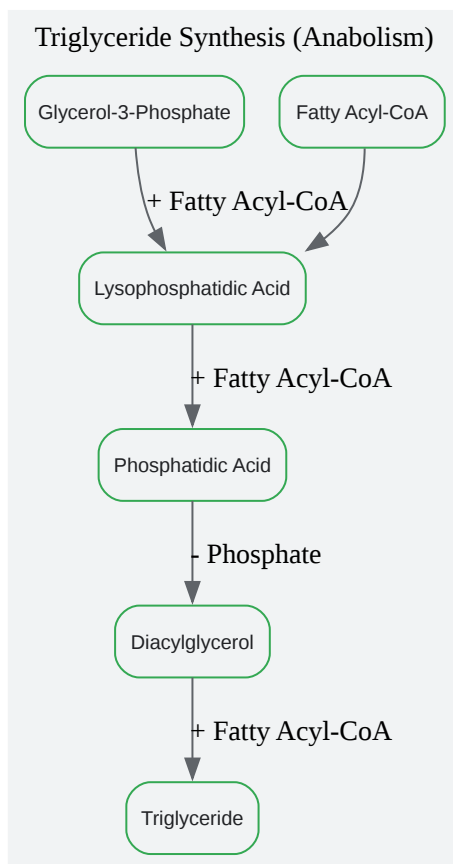 Triglyceride Synthesis (Anabolism)
Glycerol-3-Phosphate
Fatty Acyl-CoA
+ Fatty Acyl-CoA
Lysophosphatidic Acid
+ Fatty Acyl-CoA
Phosphatidic Acid
- Phosphate
Diacylglycerol
+ Fatty Acyl-CoA
Triglyceride